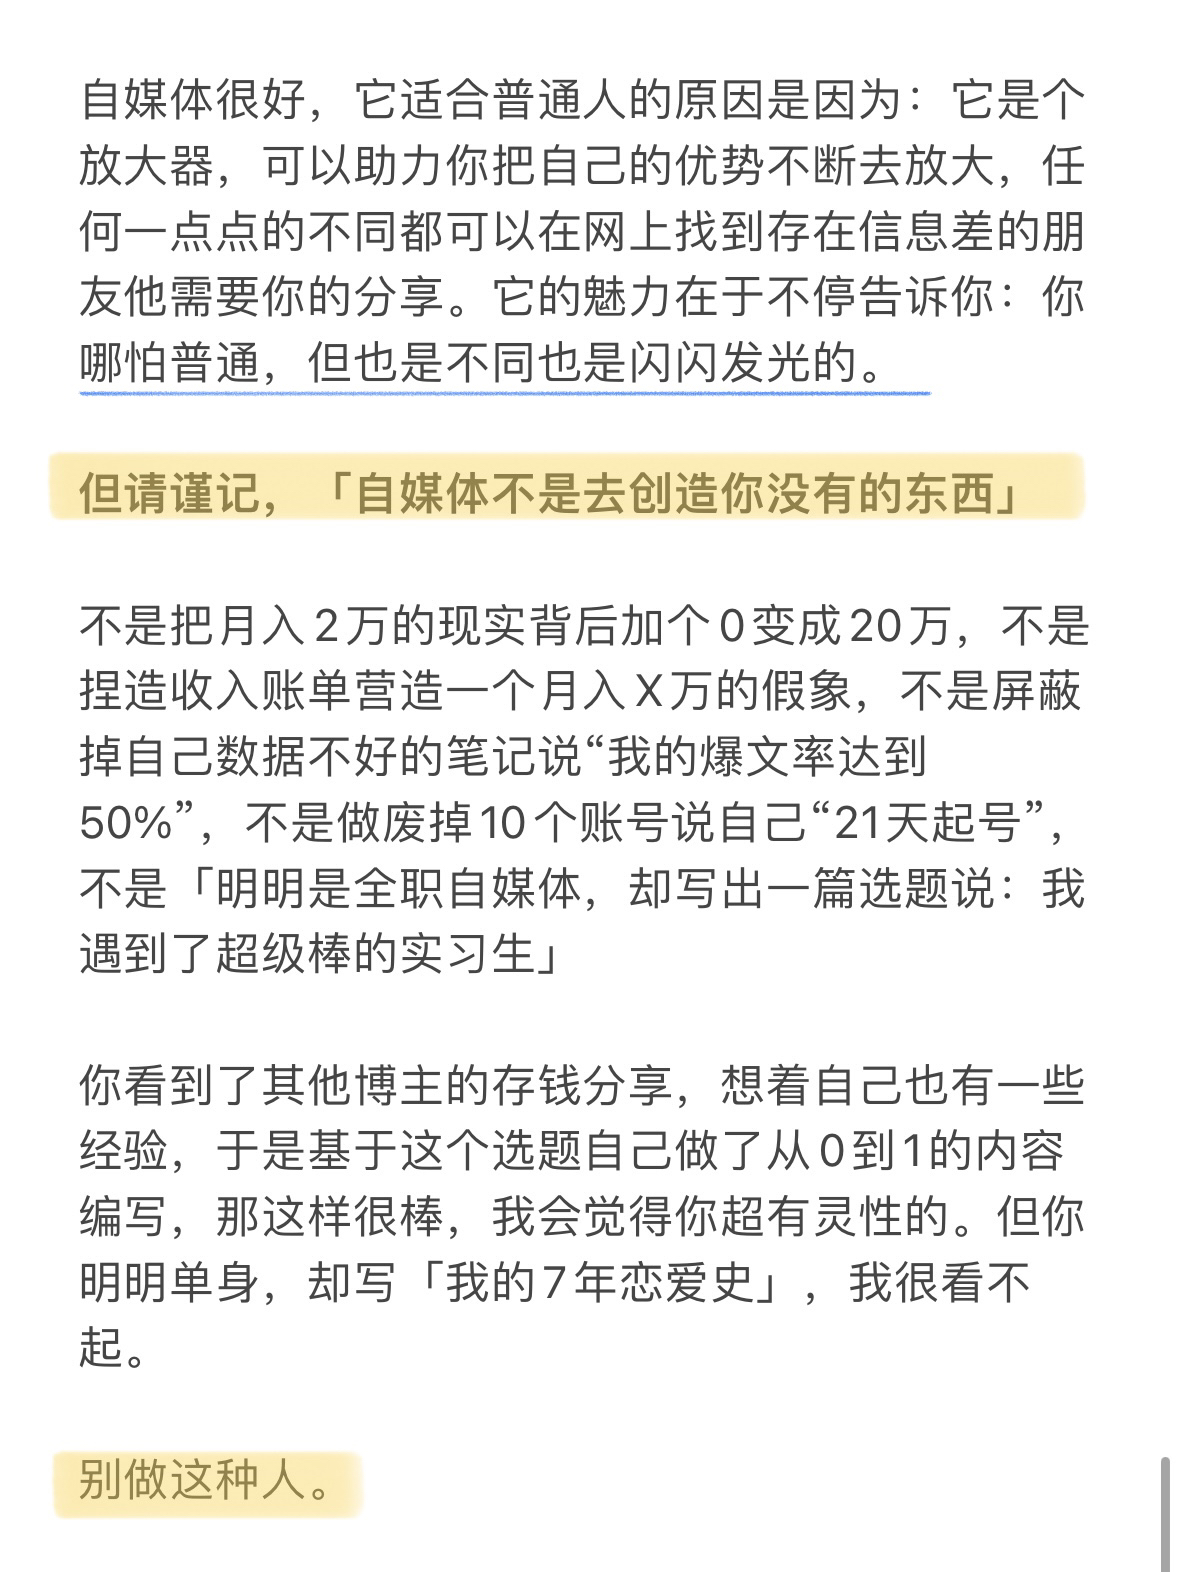 自媒体很好，它适合普通人的原因是因为：它是个
放大器，可以助力你把自己的优势不断去放大，任
何一点点的不同都可以在网上找到存在信息差的朋
友他需要你的分享。它的魅力在于不停告诉你：你
哪怕普通，但也是不同也是闪闪发光的。
但请谨记，「自媒体不是去创造你没有的东西」
不是把月入2万的现实背后加个0变成20万，不是
捏造收入账单营造一个月入X万的假象，不是屏蔽
掉自己数据不好的笔记说“我的爆文率达到
50%”，不是做废掉10个账号说自己“21天起号”，
不是「明明是全职自媒体，却写出一篇选题说：我
遇到了超级棒的实习生」
你看到了其他博主的存钱分享，想着自己也有一些
经验，于是基于这个选题自己做了从0到1的内容
编写，那这样很棒，我会觉得你超有灵性的。但你
明明单身，却写「我的7年恋爱史」，我很看不
起。
别做这种人。